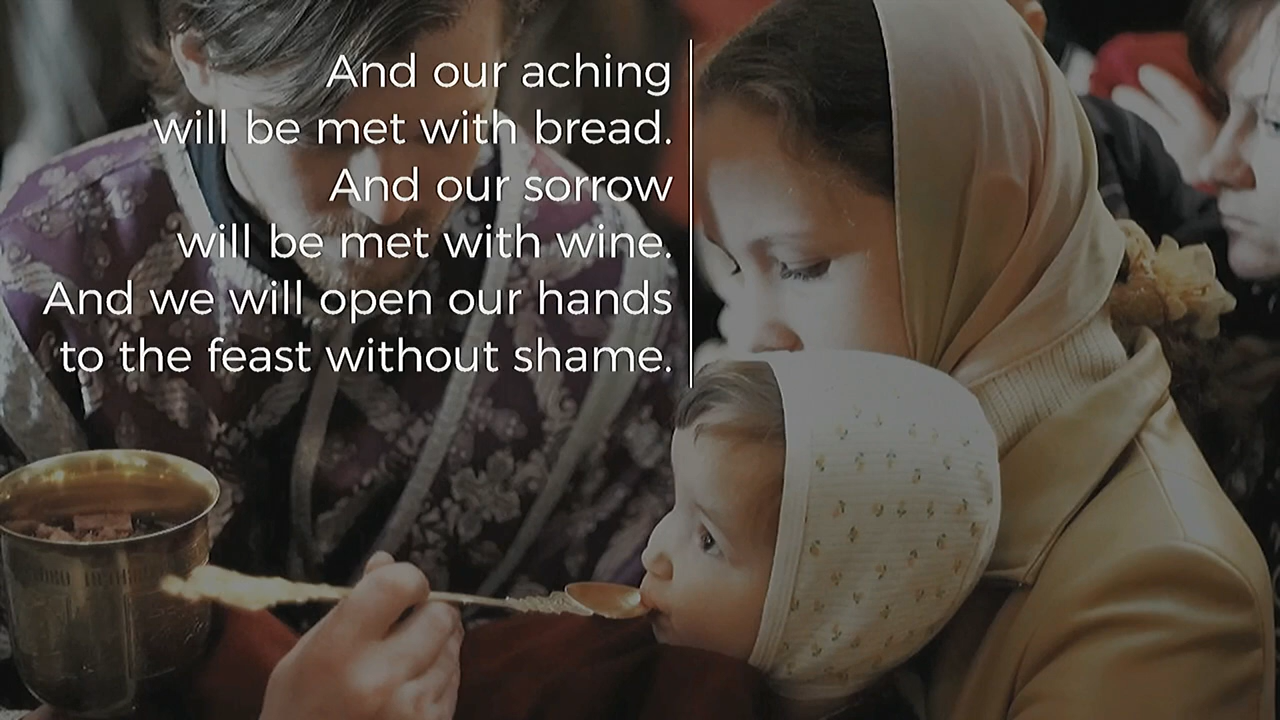 And our aching
will be met with bread.
And our sorrow
will be met with wine.
And we will open our hands
to the feast without shame.